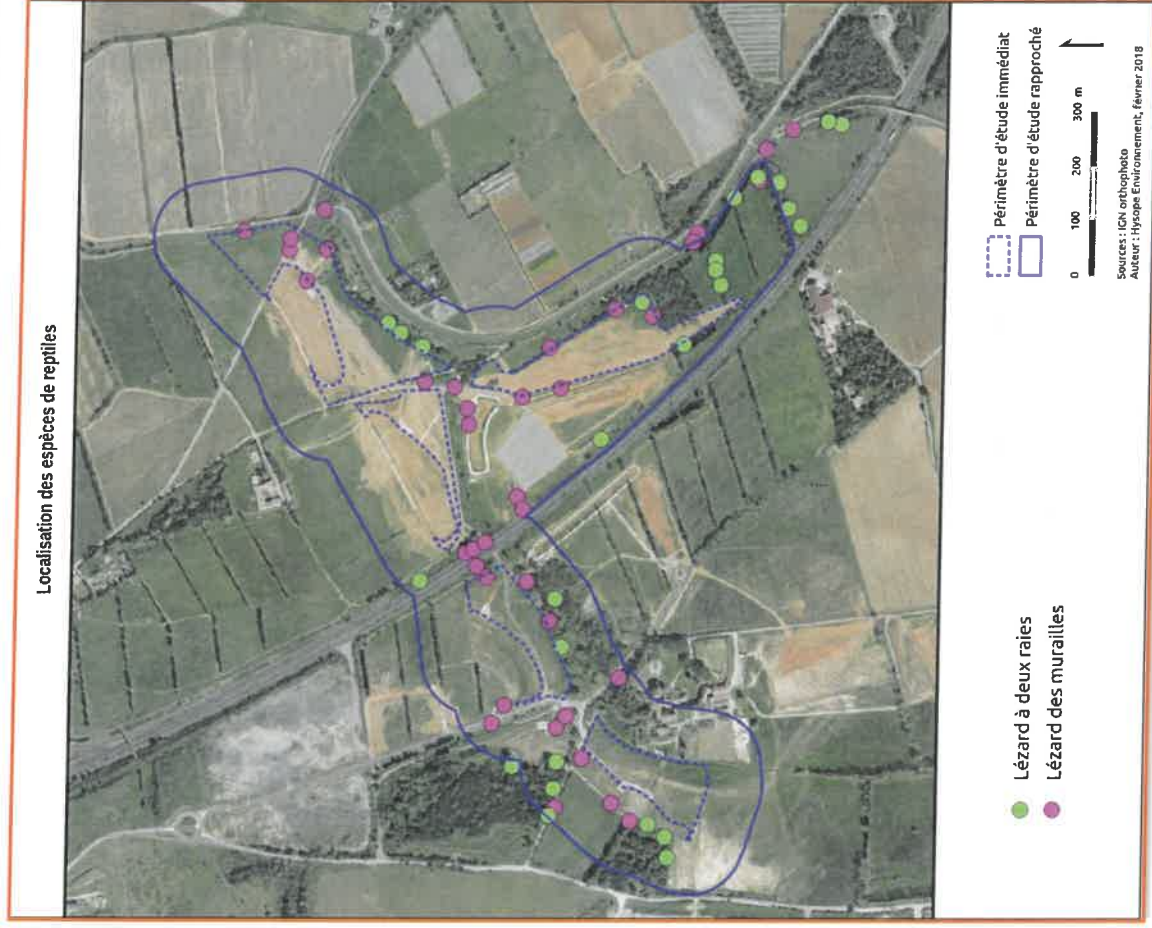 Localisation des espèces de reptiles
Lézard à deux raies
Lézard des murailles
Périmètre d'étude immédiat
Périmètre d'étude rapproché
0 100 200 300 m
Sources : IGN orthophoto
Auteur : Hysope Environnement, février 2018